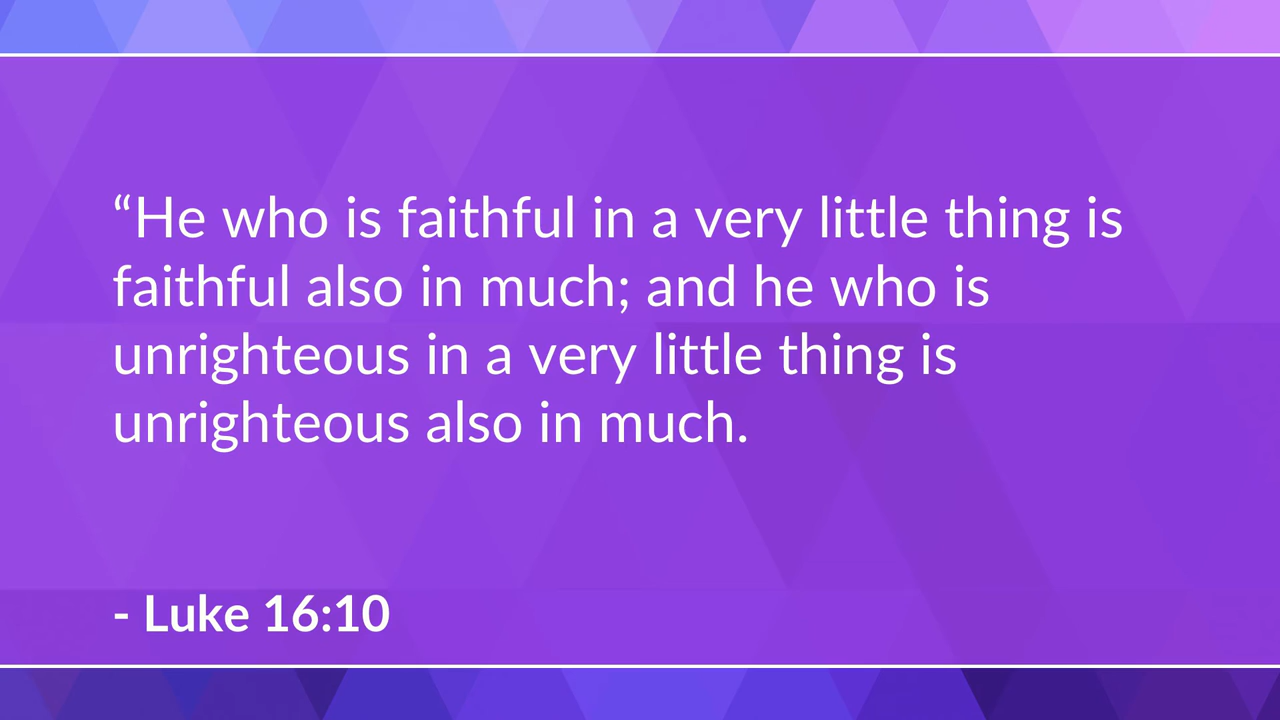 “He who is faithful in a very little thing is
faithful also in much; and he who is
unrighteous in a very little thing is
unrighteous also in much.
- Luke 16:10